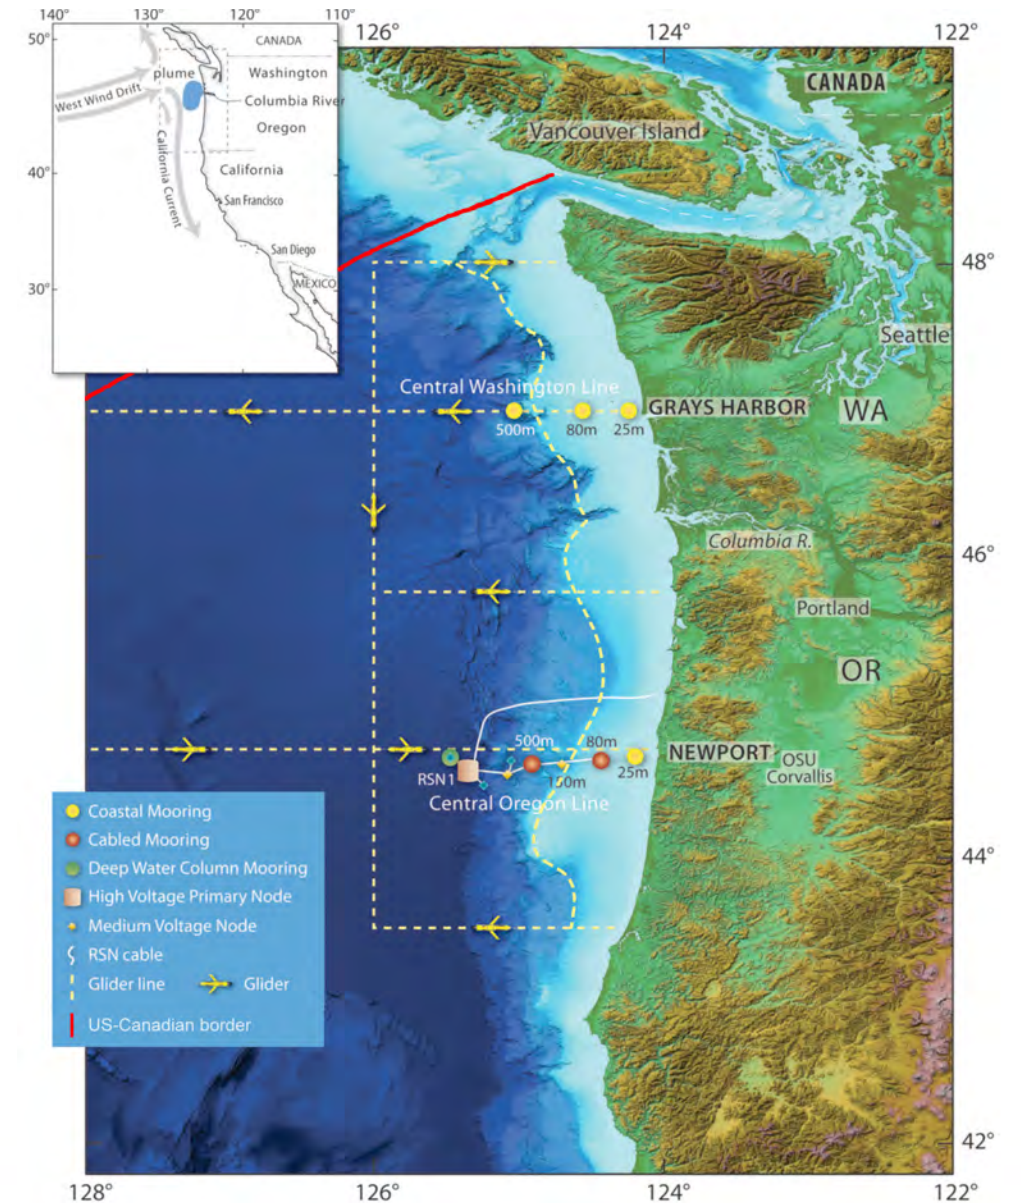 140°
130°
120°
110°
126°
124°
122°
50°
CANADA
plume
Washington
West Wind Drift
Columbia River
Oregon
40°
California Current
California
San Francisco
San Diego
30°
MEXICO
CANADA
Vancouver Island
48°
Seattle
Central Washington Line
GRAYS HARBOR
WA
500m
80m
25m
Columbia R.
46°
Portland
OR
500m
80m
NEWPORT
OSU
Corvallis
RSN1
150m
25m
Central Oregon Line
Coastal Mooring
Cabled Mooring
Deep Water Column Mooring
High Voltage Primary Node
Medium Voltage Node
RSN cable
Glider line
Glider
US-Canadian border
44°
42°
128°
126°
124°
122°